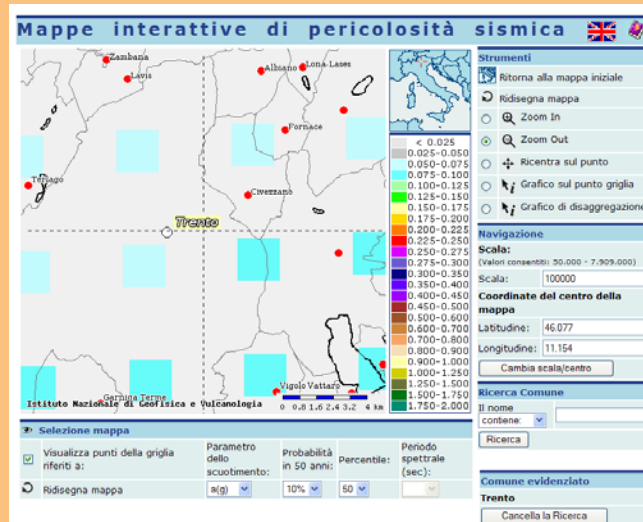 Mappe interattive di pericolosità sismica
Zambana
Lavis
Albiano
Lona-Lases
Fornace
Terlago
Civezzano
Trento
Vigolo Vattaro
Garniga Terme
Istituto Nazionale di Geofisica e Vulcanologia
0 0.8 1.6 2.4 3.2 4 km
< 0.025
0.025-0.050
0.050-0.075
0.075-0.100
0.100-0.125
0.125-0.150
0.150-0.175
0.175-0.200
0.200-0.225
0.225-0.250
0.250-0.275
0.275-0.300
0.300-0.350
0.350-0.400
0.400-0.450
0.450-0.500
0.500-0.600
0.600-0.700
0.700-0.800
0.800-0.900
0.900-1.000
1.000-1.250
1.250-1.500
1.500-1.750
1.750-2.000
Strumenti
Ritorna alla mappa iniziale
Ridisegna mappa
Zoom In
Zoom Out
Ricentra sul punto
Grafico sul punto griglia
Grafico di disaggregazione
Navigazione
Scala:
(Valori consentiti: 50.000 - 7.909.000)
Scala: 100000
Coordinate del centro della
mappa
Latitudine: 46.077
Longitudine: 11.154
Cambia scala/centro
Ricerca Comune
Il nome
contiene:
Ricerca
Comune evidenziato
Trento
Cancella la Ricerca
Selezione mappa
Visualizza punti della griglia
riferiti a:
Parametro
dello
scuotimento:
Probabilità
in 50 anni:
Percentile:
Periodo
spettrale
(sec):
Ridisegna mappa
a(g)
10%
50